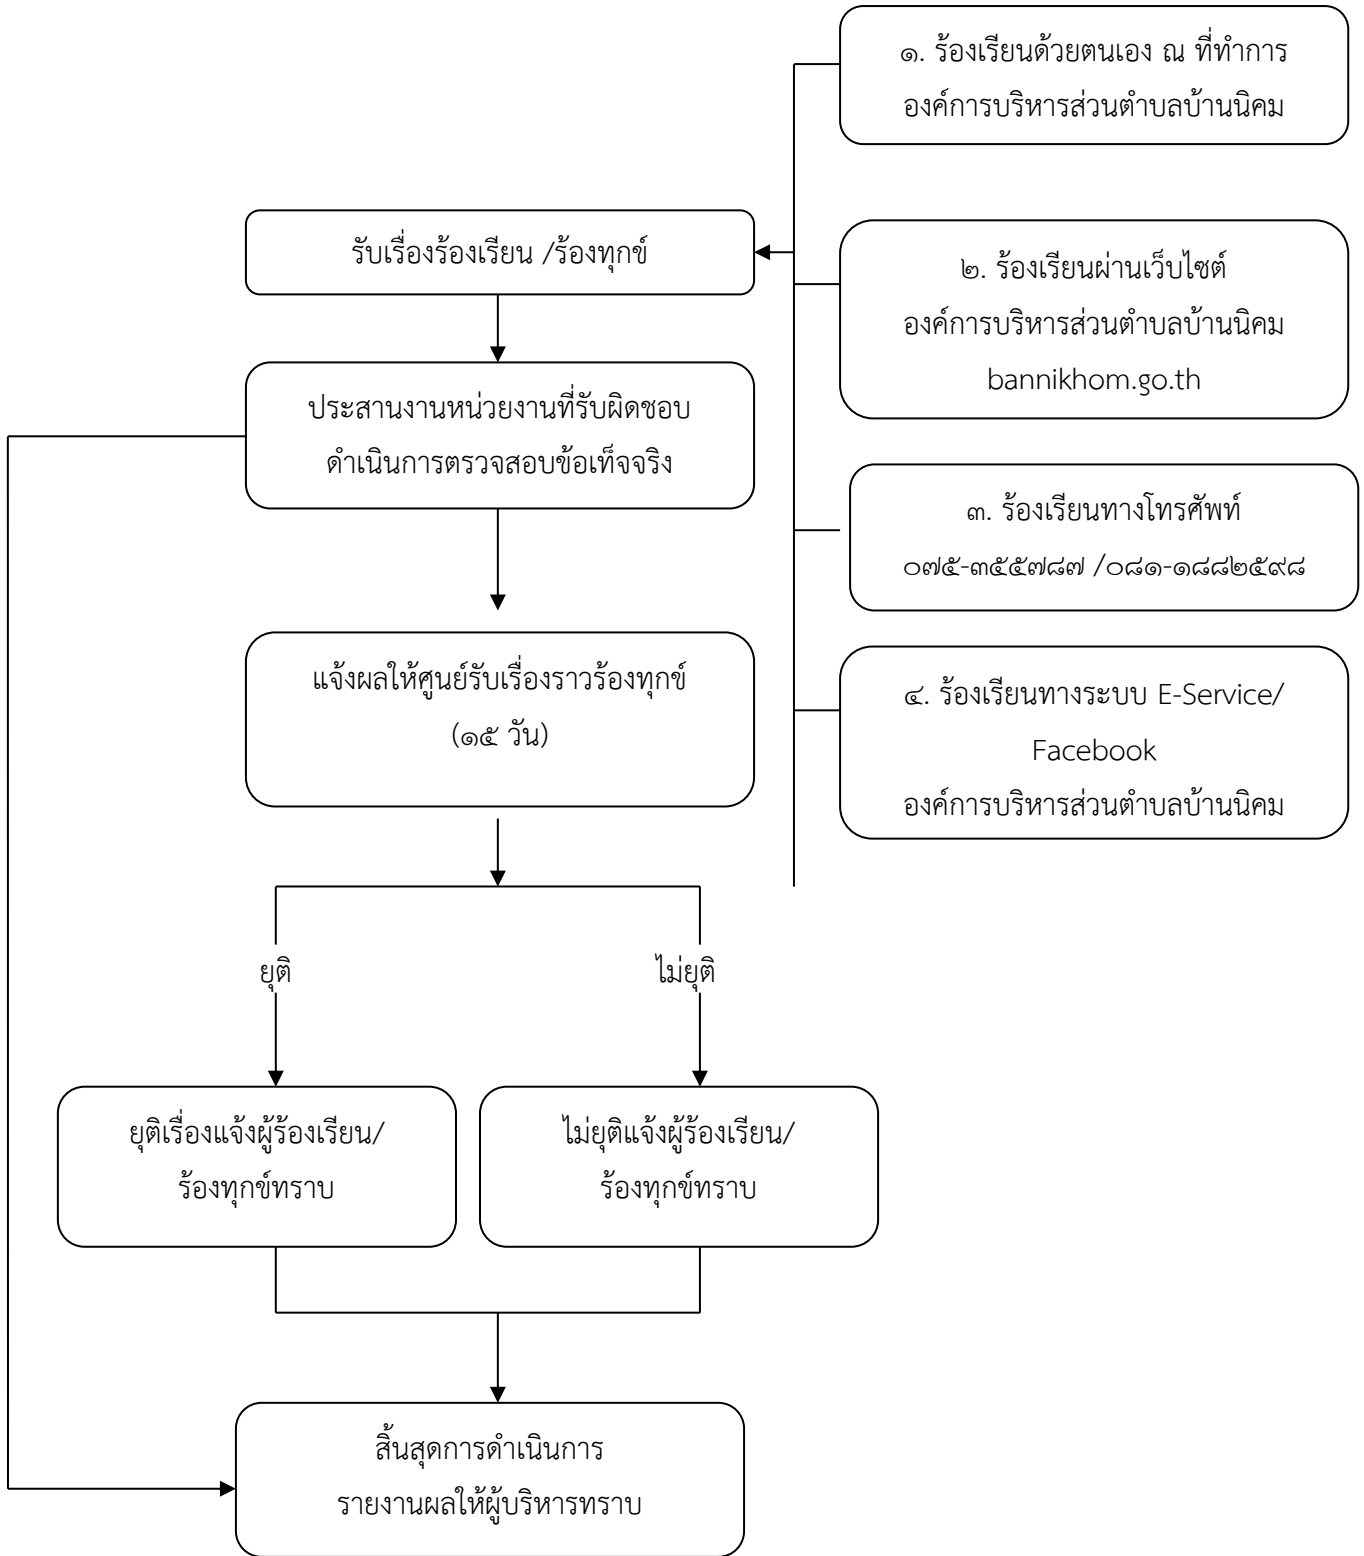 ๑. ร้องเรียนด้วยตนเอง ณ ที่ทำการ
องค์การบริหารส่วนตำบลบ้านนิคม
รับเรื่องร้องเรียน /ร้องทุกข์
๒. ร้องเรียนผ่านเว็บไซต์
องค์การบริหารส่วนตำบลบ้านนิคม
bannikhom.go.th
ประสานงานหน่วยงานที่รับผิดชอบ
ดำเนินการตรวจสอบข้อเท็จจริง
๓. ร้องเรียนทางโทรศัพท์
๐๗๕-๓๕๕๗๘๗ /๐๘๑-๑๘๘๒๕๙๘
แจ้งผลให้ศูนย์รับเรื่องราวร้องทุกข์
(๑๕ วัน)
๔. ร้องเรียนทางระบบ E-Service/
Facebook
องค์การบริหารส่วนตำบลบ้านนิคม
ยุติ
ไม่ยุติ
ยุติเรื่องแจ้งผู้ร้องเรียน/
ร้องทุกข์ทราบ
ไม่ยุติแจ้งผู้ร้องเรียน/
ร้องทุกข์ทราบ
สิ้นสุดการดำเนินการ
รายงานผลให้ผู้บริหารทราบ